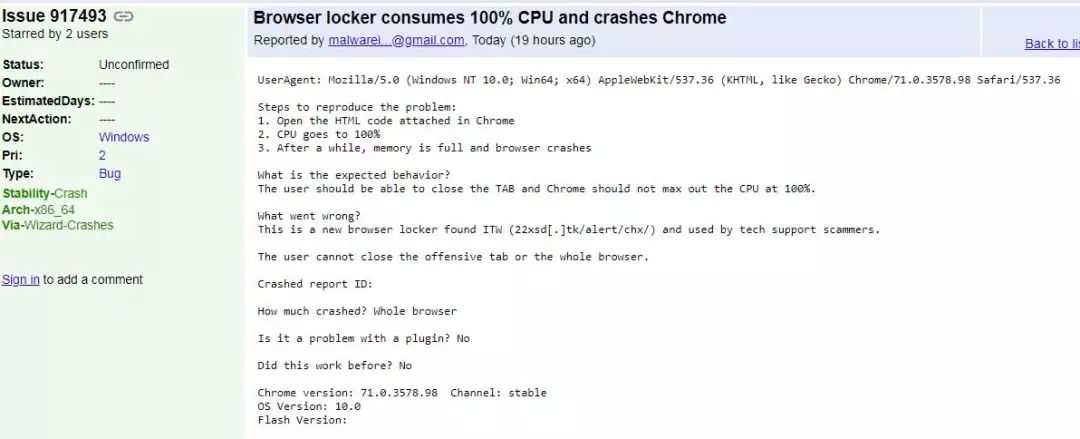 Issue 917493
Starred by 2 users
Status: Unconfirmed
Owner: ----
EstimatedDays: ----
NextAction: ----
OS: Windows
Pri: 2
Type: Bug
Stability-Crash
Arch-x86_64
Via-Wizard-Crashes
Sign in to add a comment
Browser locker consumes 100% CPU and crashes Chrome
Reported by malwarei...@gmail.com, Today (19 hours ago)
Back to lis
UserAgent: Mozilla/5.0 (Windows NT 10.0; Win64; x64) AppleWebKit/537.36 (KHTML, like Gecko) Chrome/71.0.3578.98 Safari/537.36
Steps to reproduce the problem:
1. Open the HTML code attached in Chrome
2. CPU goes to 100%
3. After a while, memory is full and browser crashes
What is the expected behavior?
The user should be able to close the TAB and Chrome should not max out the CPU at 100%.
What went wrong?
This is a new browser locker found ITW (22xsd[.]tk/alert/chx/) and used by tech support scammers.
The user cannot close the offensive tab or the whole browser.
Crashed report ID:
How much crashed? Whole browser
Is it a problem with a plugin? No
Did this work before? No
Chrome version: 71.0.3578.98 Channel: stable
OS Version: 10.0
Flash Version: